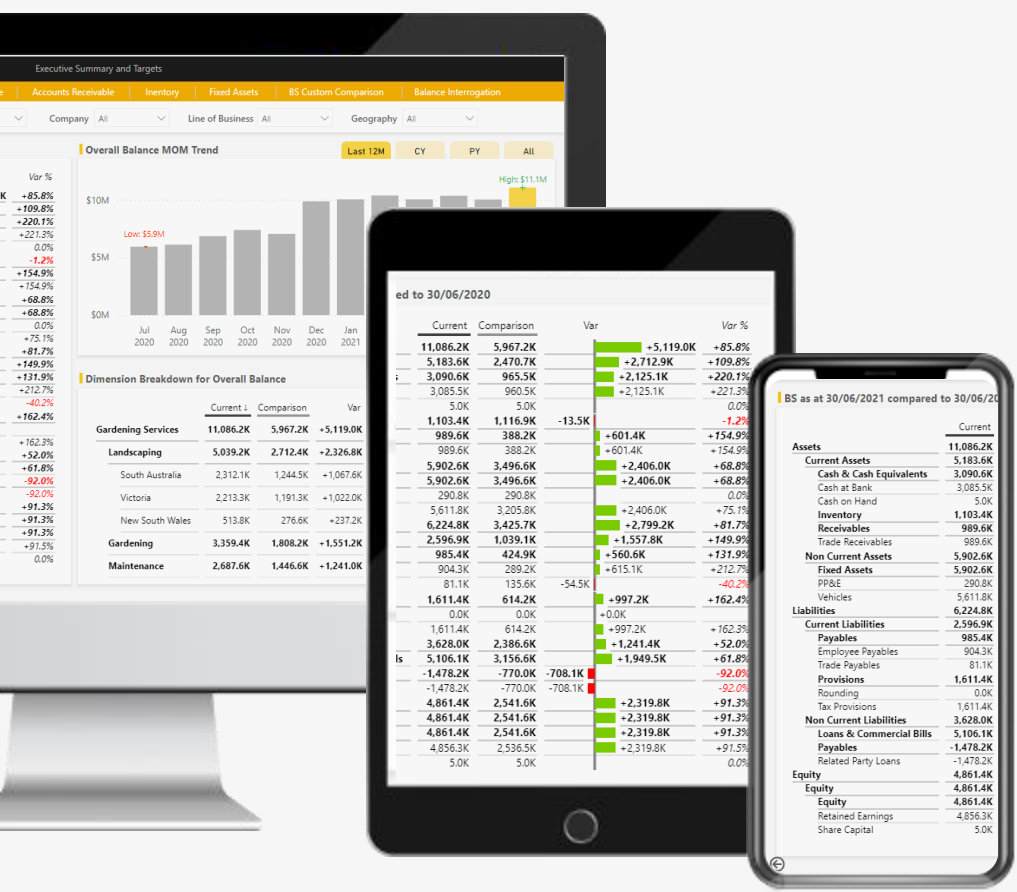 Executive Summary and Targets
e Accounts Receivable Inentory Fixed Assets BS Custom Comparison Balance Interrogation
Company All Line of Business All Geography All
Var %
K +85.8%
+109.8%
+220.1%
+221.3%
0.0%
-1.2%
+154.9%
+154.9%
+68.8%
+68.8%
0.0%
+75.1%
+81.7%
+149.9%
+131.9%
+212.7%
-40.2%
+162.4%
+162.3%
+52.0%
+61.8%
-92.0%
-92.0%
+91.3%
+91.3%
+91.3%
+91.5%
0.0%
Overall Balance MOM Trend
Last 12M CY PY All
High: $11.1M
$10M
Low: $5.9M
$5M
$0M
Jul Aug Sep Oct Nov Dec Jan
2020 2020 2020 2020 2020 2020 2021
Dimension Breakdown for Overall Balance
Current ↓ Comparison Var
Gardening Services 11,086.2K 5,967.2K +5,119.0K
Landscaping 5,039.2K 2,712.4K +2,326.8K
South Australia 2,312.1K 1,244.5K +1,067.6K
Victoria 2,213.3K 1,191.3K +1,022.0K
New South Wales 513.8K 276.6K +237.2K
Gardening 3,359.4K 1,808.2K +1,551.2K
Maintenance 2,687.6K 1,446.6K +1,241.0K
ed to 30/06/2020
Current Comparison Var Var %
11,086.2K 5,967.2K +5,119.0K +85.8%
5,183.6K 2,470.7K +2,712.9K +109.8%
s 3,090.6K 965.5K +2,125.1K +220.1%
3,085.5K 960.5K +2,125.1K +221.3%
5.0K 5.0K 0.0%
1,103.4K 1,116.9K -13.5K -1.2%
989.6K 388.2K +601.4K +154.9%
989.6K 388.2K +601.4K +154.9%
5,902.6K 3,496.6K +2,406.0K +68.8%
5,902.6K 3,496.6K +2,406.0K +68.8%
290.8K 290.8K 0.0%
5,611.8K 3,205.8K +2,406.0K +75.1%
6,224.8K 3,425.7K +2,799.2K +81.7%
2,596.9K 1,039.1K +1,557.8K +149.9%
985.4K 424.9K +560.6K +131.9%
904.3K 289.2K +615.1K +212.7%
81.1K 135.6K -54.5K -40.2%
1,611.4K 614.2K +997.2K +162.4%
0.0K 0.0K +0.0K
1,611.4K 614.2K +997.2K +162.3%
3,628.0K 2,386.6K +1,241.4K +52.0%
ls 5,106.1K 3,156.6K +1,949.5K +61.8%
-1,478.2K -770.0K -708.1K -92.0%
-1,478.2K -770.0K -708.1K -92.0%
4,861.4K 2,541.6K +2,319.8K +91.3%
4,861.4K 2,541.6K +2,319.8K +91.3%
4,861.4K 2,541.6K +2,319.8K +91.3%
4,856.3K 2,536.5K +2,319.8K +91.5%
5.0K 5.0K 0.0%
BS as at 30/06/2021 compared to 30/06/20
Current
Assets 11,086.2K
Current Assets 5,183.6K
Cash & Cash Equivalents 3,090.6K
Cash at Bank 3,085.5K
Cash on Hand 5.0K
Inventory 1,103.4K
Receivables 989.6K
Trade Receivables 989.6K
Non Current Assets 5,902.6K
Fixed Assets 5,902.6K
PP&E 290.8K
Vehicles 5,611.8K
Liabilities 6,224.8K
Current Liabilities 2,596.9K
Payables 985.4K
Employee Payables 904.3K
Trade Payables 81.1K
Provisions 1,611.4K
Rounding 0.0K
Tax Provisions 1,611.4K
Non Current Liabilities 3,628.0K
Loans & Commercial Bills 5,106.1K
Payables -1,478.2K
Related Party Loans -1,478.2K
Equity 4,861.4K
Equity 4,861.4K
Equity 4,861.4K
Retained Earnings 4,856.3K
Share Capital 5.0K